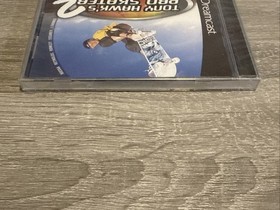 TONY HAWK'S
PRO SKATER 2
Dreamcast